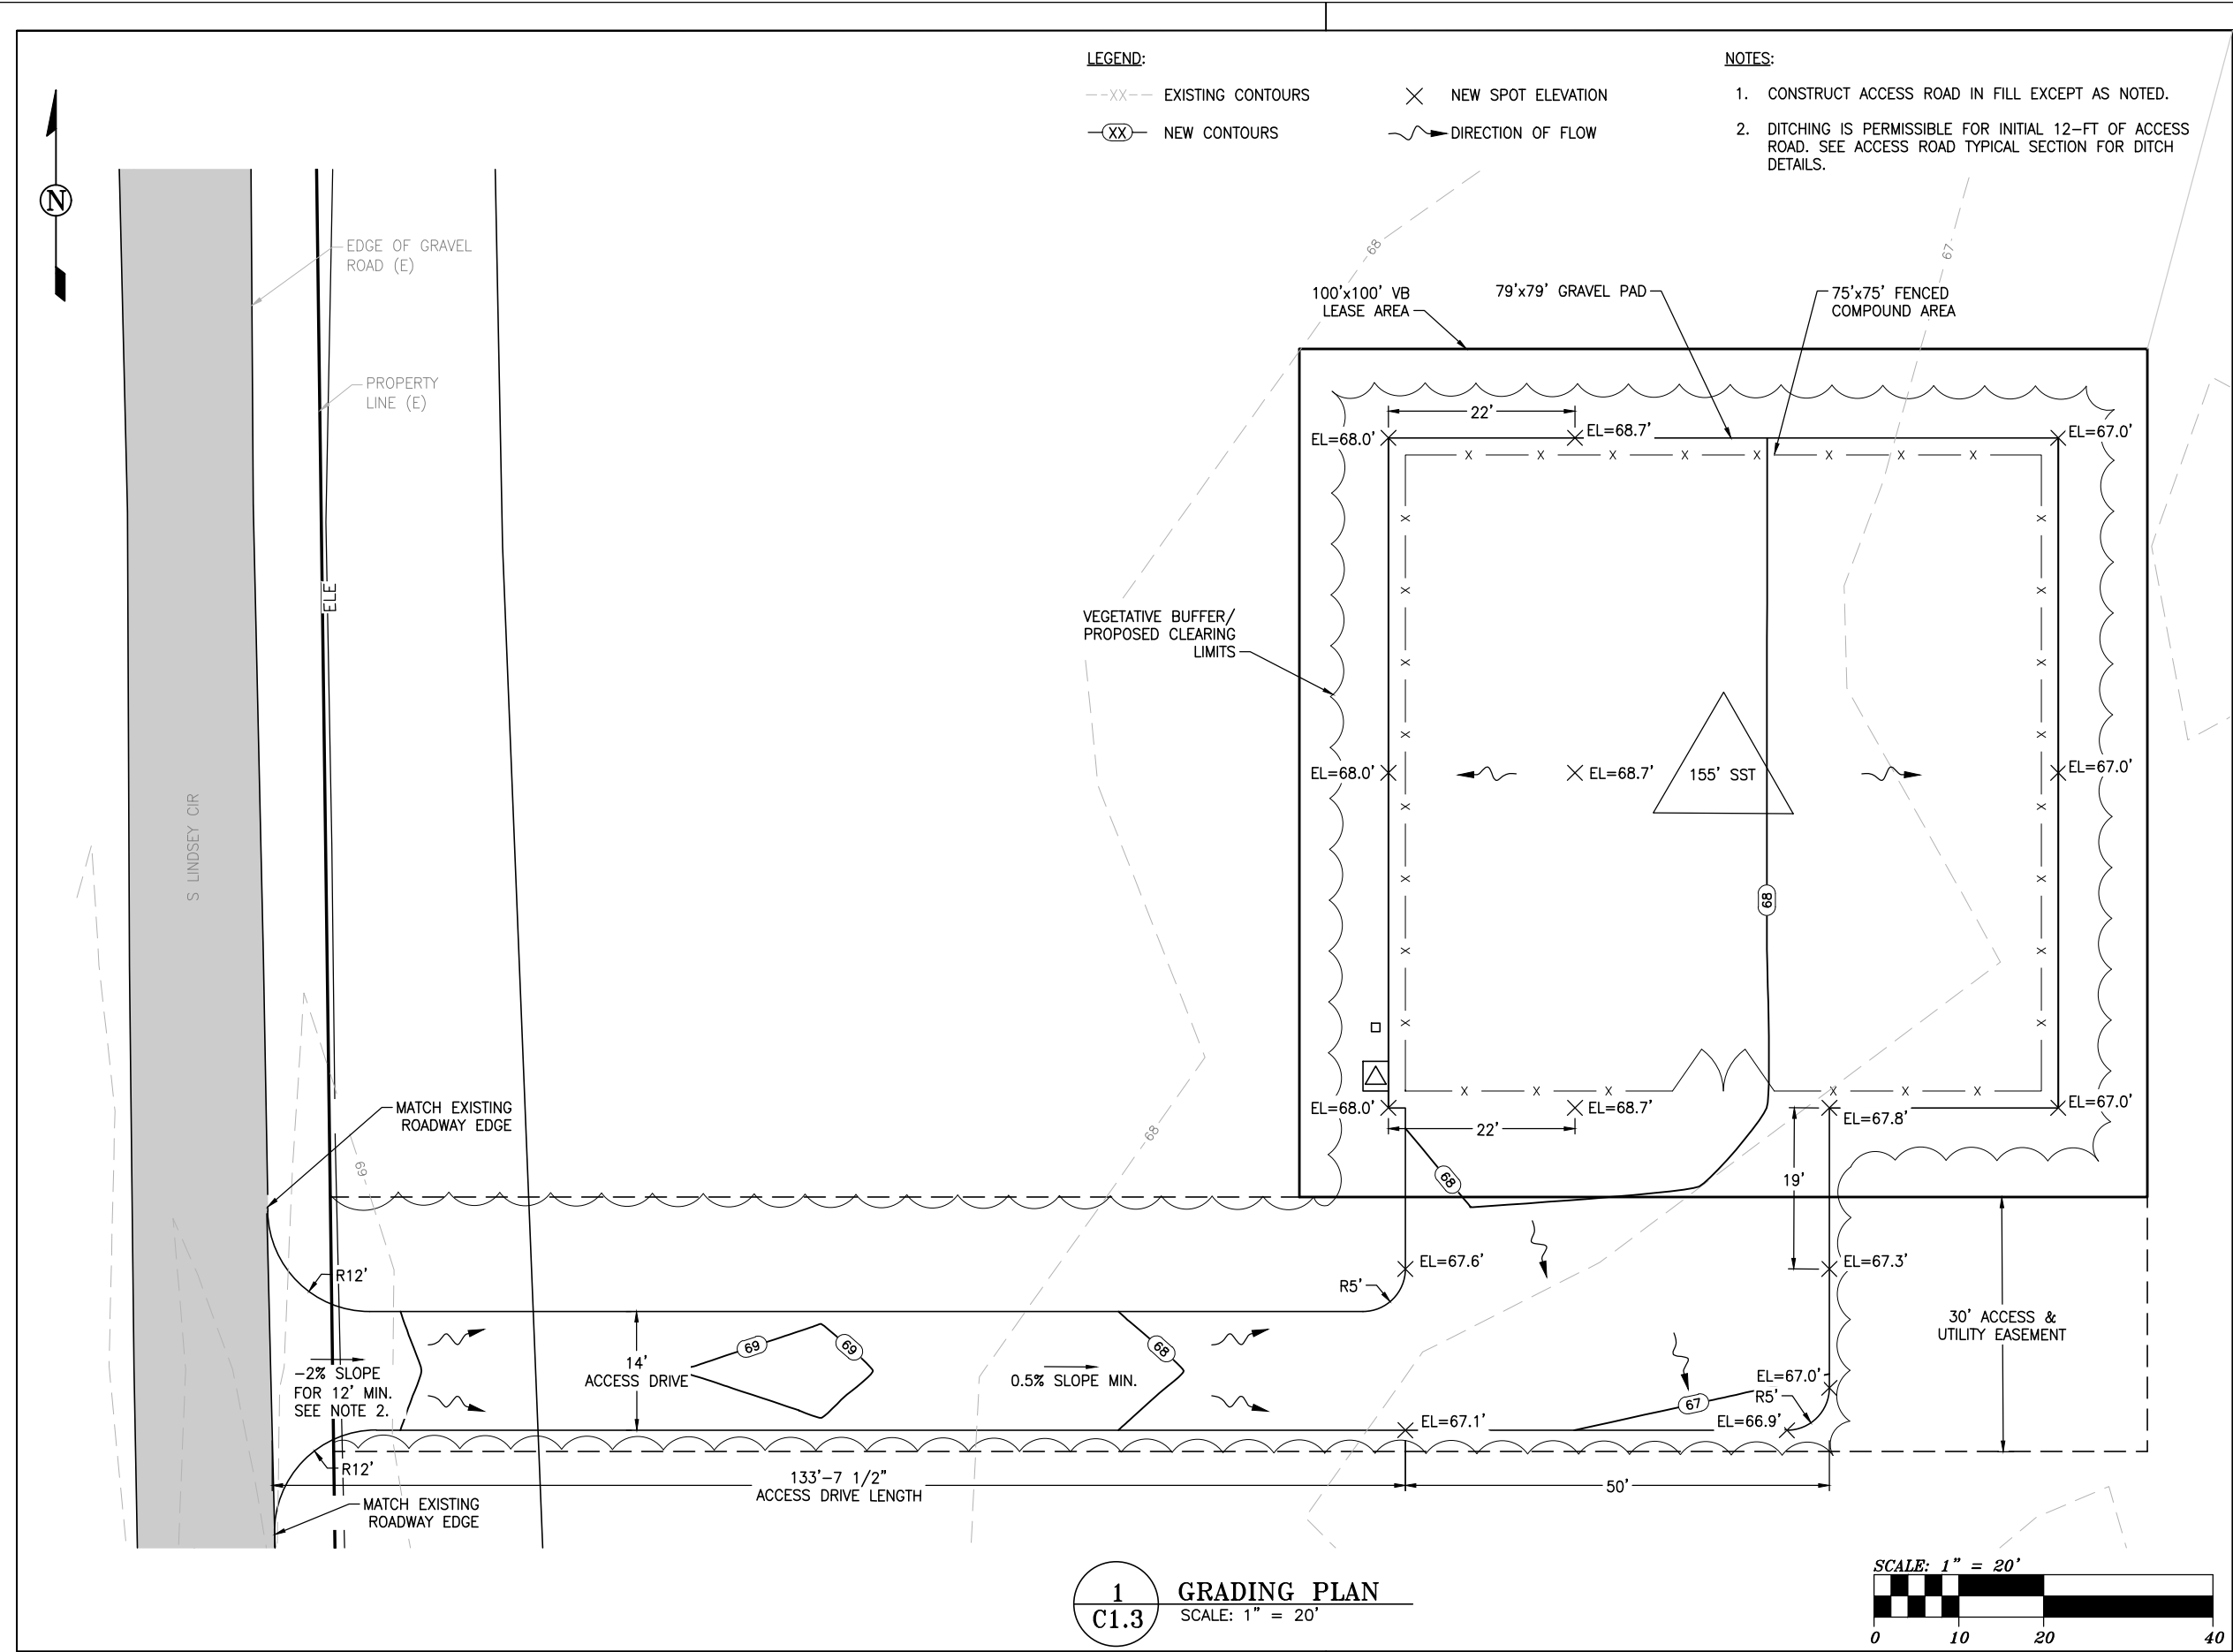 LEGEND:
--XX-- EXISTING CONTOURS
XX NEW CONTOURS
NEW SPOT ELEVATION
DIRECTION OF FLOW
NOTES:
1. CONSTRUCT ACCESS ROAD IN FILL EXCEPT AS NOTED.
2. DITCHING IS PERMISSIBLE FOR INITIAL 12-FT OF ACCESS
ROAD. SEE ACCESS ROAD TYPICAL SECTION FOR DITCH
DETAILS.
N
EDGE OF GRAVEL
ROAD (E)
PROPERTY
LINE (E)
68
67
100'x100' VB
LEASE AREA
79'x79' GRAVEL PAD
75'x75' FENCED
COMPOUND AREA
22'
EL=68.0'
EL=68.7'
EL=67.0'
ELE
VEGETATIVE BUFFER/
PROPOSED CLEARING
LIMITS
EL=68.0'
EL=68.7'
155' SST
EL=67.0'
S LINDSEY CIR
68
MATCH EXISTING
ROADWAY EDGE
EL=68.0'
EL=68.7'
EL=67.8'
EL=67.0'
22'
68
69
68
19'
R12'
EL=67.6'
EL=67.3'
R5'
30' ACCESS &
UTILITY EASEMENT
-2% SLOPE
FOR 12' MIN.
SEE NOTE 2.
14'
ACCESS DRIVE
69
69
0.5% SLOPE MIN.
68
EL=67.0'
R5'
67
EL=67.1'
EL=66.9'
R12'
133'-7 1/2"
ACCESS DRIVE LENGTH
50'
MATCH EXISTING
ROADWAY EDGE
1
C1.3
GRADING PLAN
SCALE: 1" = 20'
SCALE: 1" = 20'
0 10 20 40